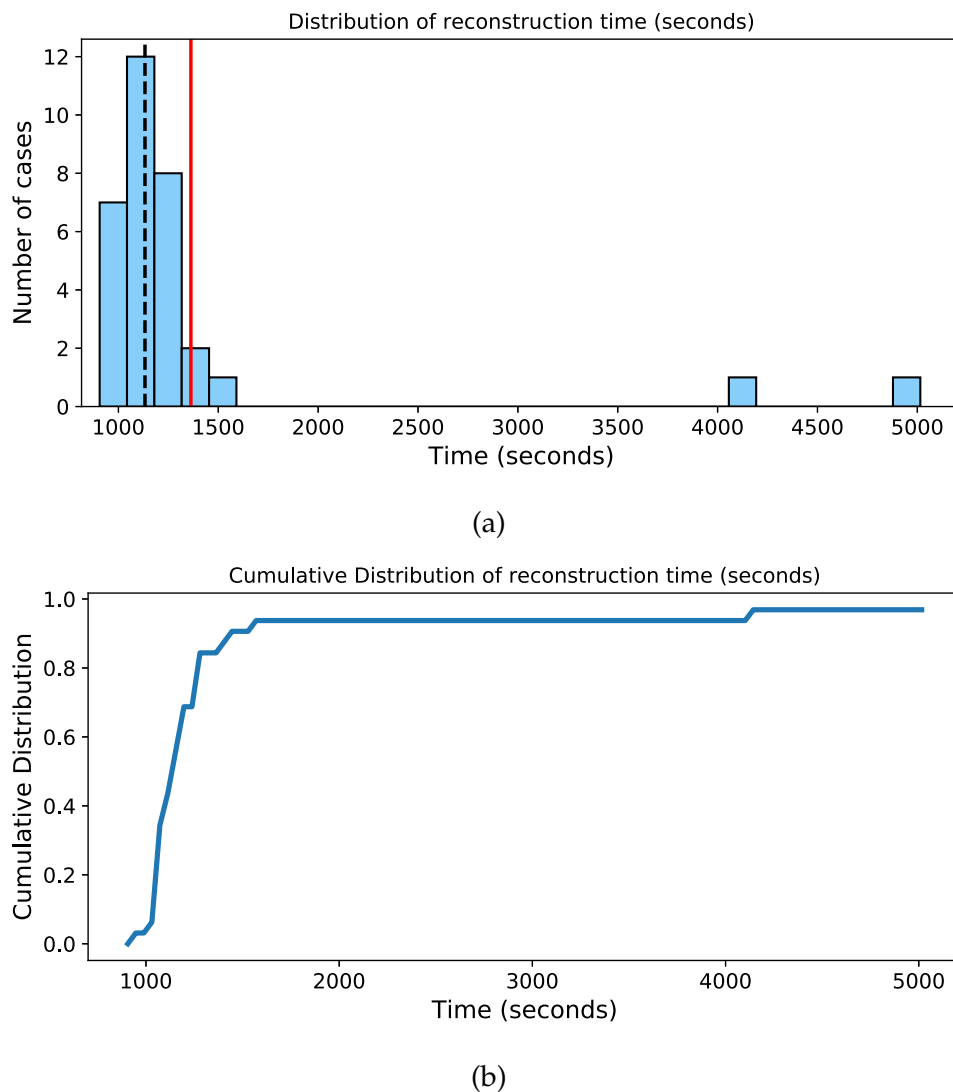 Distribution of reconstruction time (seconds)
12
10
8
6
4
2
0
Number of cases
1000 1500 2000 2500 3000 3500 4000 4500 5000
Time (seconds)
(a)
Cumulative Distribution of reconstruction time (seconds)
1.0
0.8
0.6
0.4
0.2
0.0
Cumulative Distribution
1000 2000 3000 4000 5000
Time (seconds)
(b)